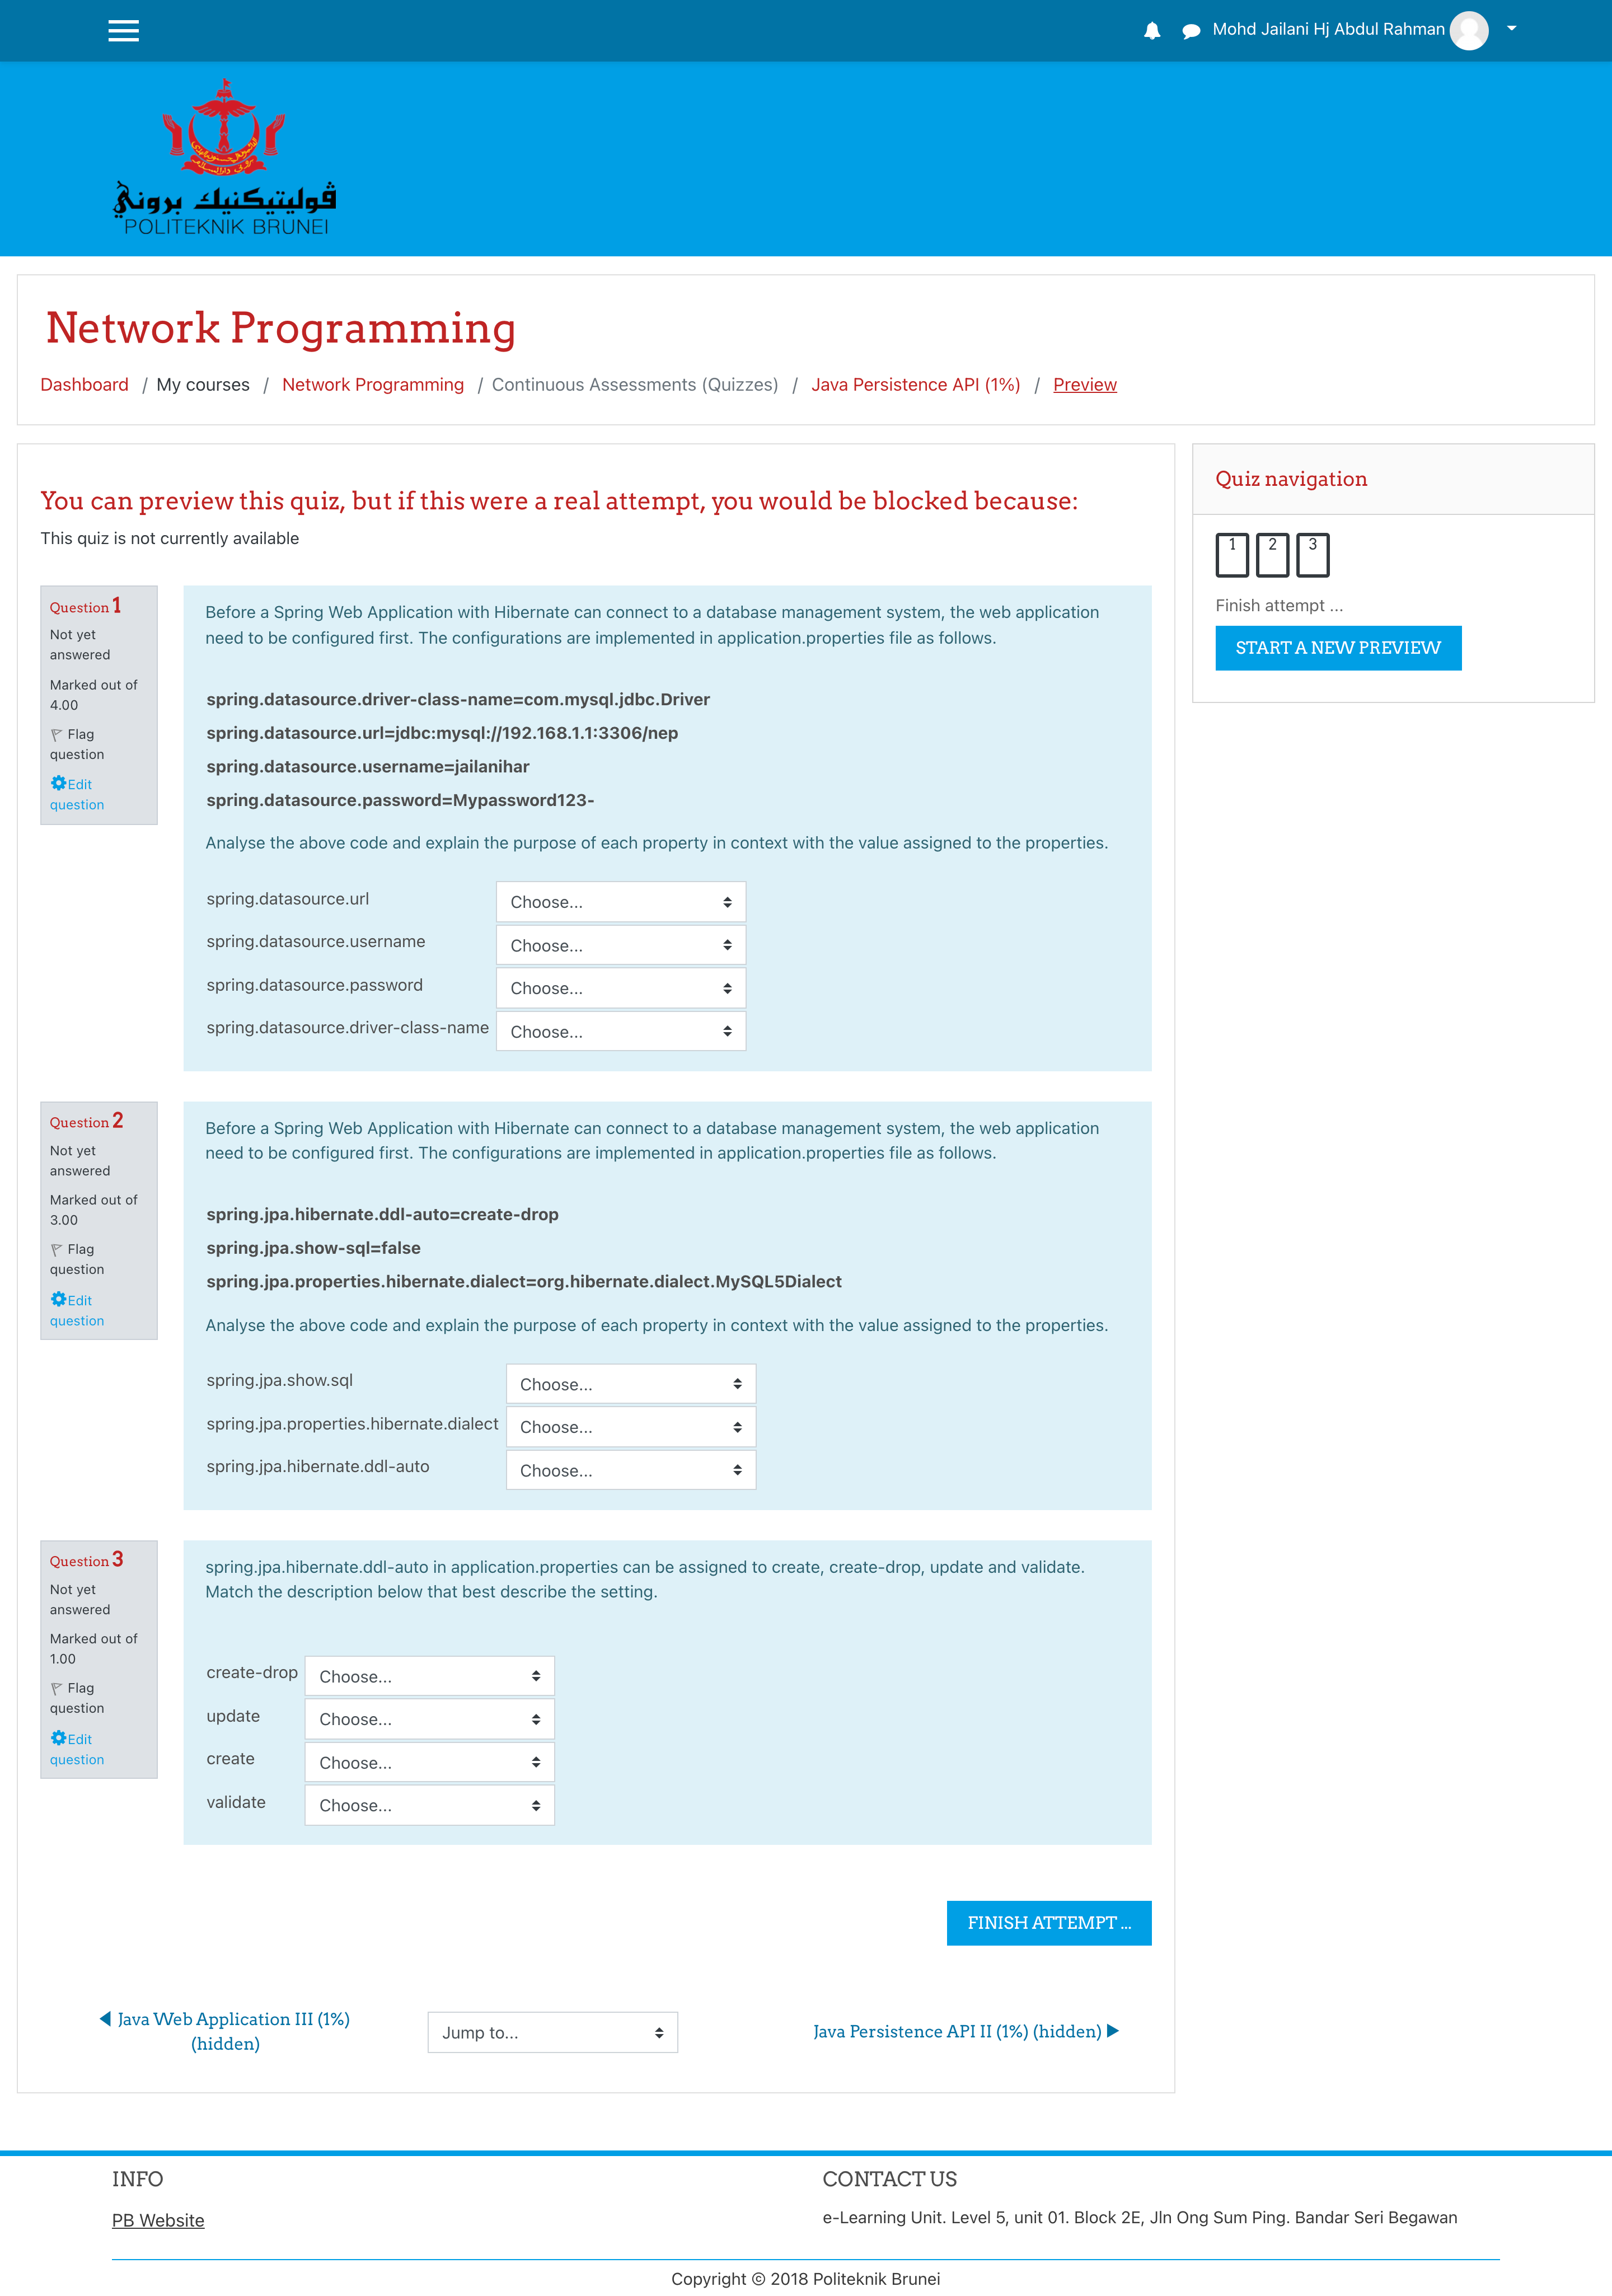 Mohd Jailani Hj Abdul Rahman
ڤوليتيكنيك بروني
POLITEKNIK BRUNEI
Network Programming
Dashboard / My courses / Network Programming / Continuous Assessments (Quizzes) / Java Persistence API (1%) / Preview
You can preview this quiz, but if this were a real attempt, you would be blocked because:
This quiz is not currently available
Question 1
Not yet
answered
Marked out of
4.00
Flag
question
Edit
question
Before a Spring Web Application with Hibernate can connect to a database management system, the web application
need to be configured first. The configurations are implemented in application.properties file as follows.
spring.datasource.driver-class-name=com.mysql.jdbc.Driver
spring.datasource.url=jdbc:mysql://192.168.1.1:3306/nep
spring.datasource.username=jailanihar
spring.datasource.password=Mypassword123-
Analyse the above code and explain the purpose of each property in context with the value assigned to the properties.
spring.datasource.url Choose...
spring.datasource.username Choose...
spring.datasource.password Choose...
spring.datasource.driver-class-name Choose...
Question 2
Not yet
answered
Marked out of
3.00
Flag
question
Edit
question
Before a Spring Web Application with Hibernate can connect to a database management system, the web application
need to be configured first. The configurations are implemented in application.properties file as follows.
spring.jpa.hibernate.ddl-auto=create-drop
spring.jpa.show-sql=false
spring.jpa.properties.hibernate.dialect=org.hibernate.dialect.MySQL5Dialect
Analyse the above code and explain the purpose of each property in context with the value assigned to the properties.
spring.jpa.show.sql Choose...
spring.jpa.properties.hibernate.dialect Choose...
spring.jpa.hibernate.ddl-auto Choose...
Question 3
Not yet
answered
Marked out of
1.00
Flag
question
Edit
question
spring.jpa.hibernate.ddl-auto in application.properties can be assigned to create, create-drop, update and validate.
Match the description below that best describe the setting.
create-drop Choose...
update Choose...
create Choose...
validate Choose...
FINISH ATTEMPT ...
◀ Java Web Application III (1%)
(hidden)
Jump to...
Java Persistence API II (1%) (hidden) ▶
Quiz navigation
1 2 3
Finish attempt ...
START A NEW PREVIEW
INFO
PB Website
CONTACT US
e-Learning Unit. Level 5, unit 01. Block 2E, Jln Ong Sum Ping. Bandar Seri Begawan
Copyright © 2018 Politeknik Brunei